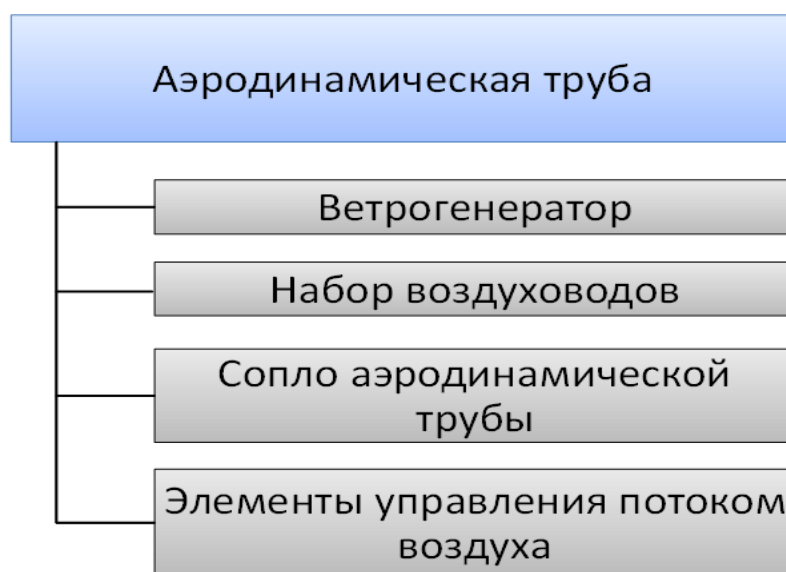 Аэродинамическая труба
Ветрогенератор
Набор воздуховодов
Сопло аэродинамической
трубы
Элементы управления потоком
воздуха